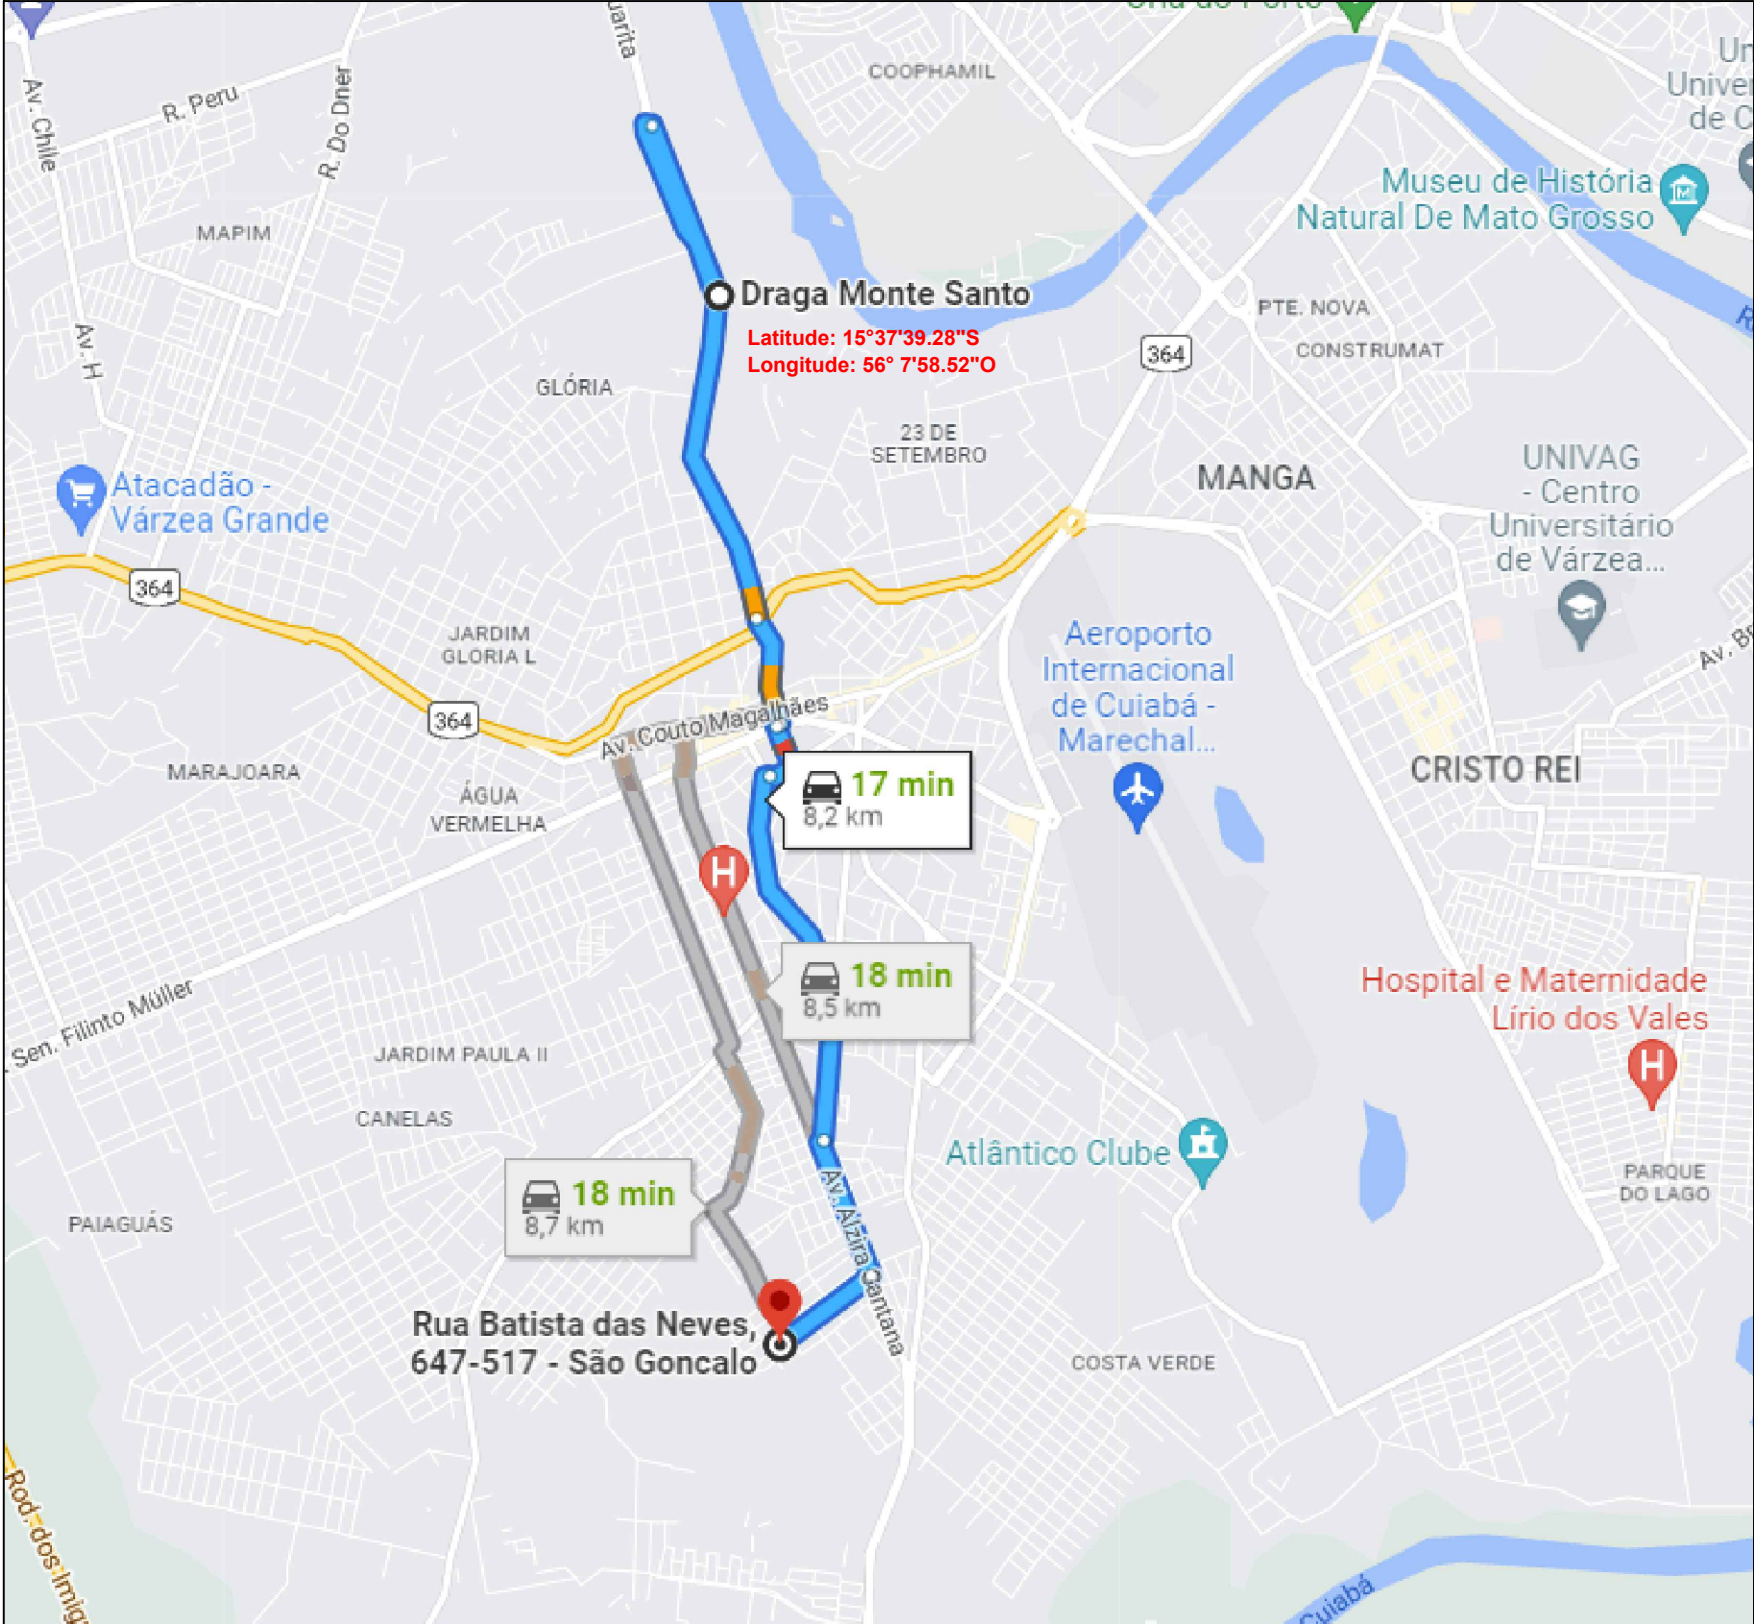 COOPHAMIL
Av. Chile
R. Peru
R. Do Dner
MAPIM
Museu de História
Natural De Mato Grosso
Draga Monte Santo
Latitude: 15°37'39.28"S
Longitude: 56° 7'58.52"O
PTE. NOVA
CONSTRUMAT
364
Av. H
GLÓRIA
23 DE
SETEMBRO
MANGA
UNIVAG
- Centro
Universitário
de Várzea...
Atacadão -
Várzea Grande
364
JARDIM
GLORIA L
Aeroporto
Internacional
de Cuiabá -
Marechal...
364
Av. Couto Magalhães
MARAJOARA
ÁGUA
VERMELHA
17 min
8,2 km
CRISTO REI
H
18 min
8,5 km
Hospital e Maternidade
Lírio dos Vales
H
Sen. Filinto Müller
JARDIM PAULA II
CANELAS
Atlântico Clube
PARQUE
DO LAGO
18 min
8,7 km
PAIAGUÁS
Av. Alzira Santana
Rua Batista das Neves,
647-517 - São Goncalo
COSTA VERDE
Rod. dos Imig
Cuiabá